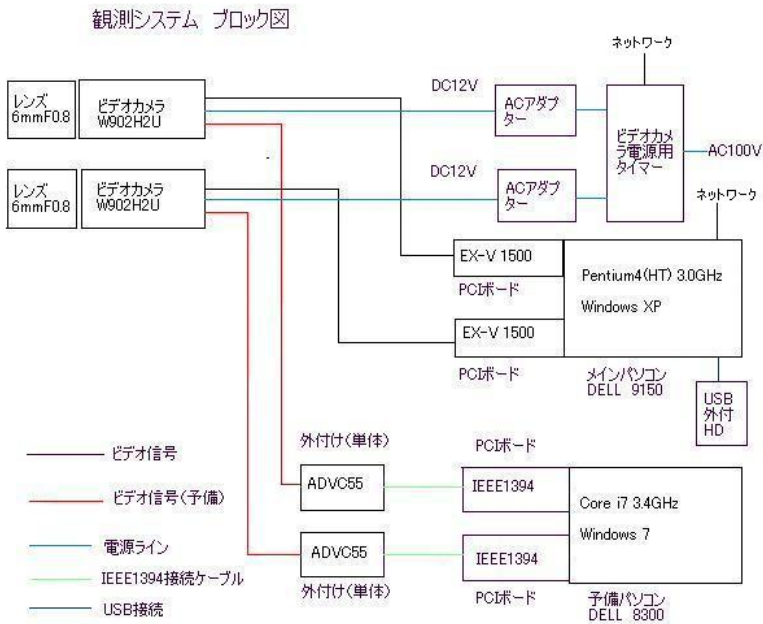 観測システム ブロック図
ネットワーク
レンズ
6mmF0.8
ビデオカメラ
W902H2U
DC12V
ACアダプ
ター
ビデオカメ
ラ電源用
タイマー
AC100V
レンズ
6mmF0.8
ビデオカメラ
W902H2U
DC12V
ACアダプ
ター
ネットワーク
EX-V 1500
PCIボード
Pentium4(HT) 3.0GHz
Windows XP
EX-V 1500
PCIボード
メインパソコン
DELL 9150
USB
外付
HD
ビデオ信号
ビデオ信号(予備)
電源ライン
IEEE1394接続ケーブル
USB接続
外付け(単体)
ADVC55
PCIボード
IEEE1394
Core i7 3.4GHz
Windows 7
ADVC55
外付け(単体)
IEEE1394
PCIボード
予備パソコン
DELL 8300